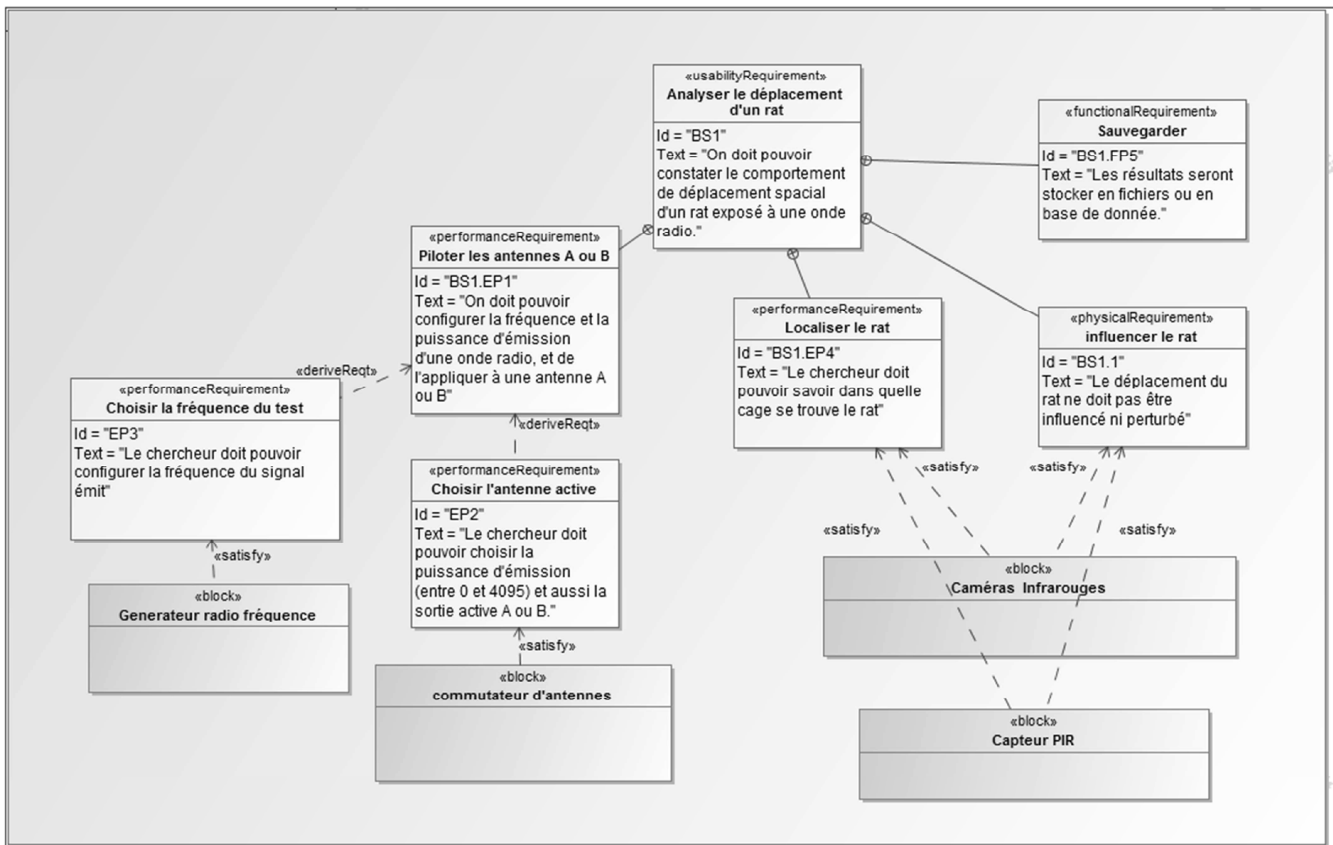 «usabilityRequirement»
Analyser le déplacement
d'un rat
Id = "BS1"
Text = "On doit pouvoir
constater le comportement
de déplacement spacial
d'un rat exposé à une onde
radio."
«functionalRequirement»
Sauvegarder
Id = "BS1.FP5"
Text = "Les résultats seront
stocker en fichiers ou en
base de donnée."
«performanceRequirement»
Piloter les antennes A ou B
Id = "BS1.EP1"
Text = "On doit pouvoir
configurer la fréquence et la
puissance d'émission
d'une onde radio, et de
l'appliquer à une antenne A
ou B"
«performanceRequirement»
Localiser le rat
Id = "BS1.EP4"
Text = "Le chercheur doit
pouvoir savoir dans quelle
cage se trouve le rat"
«physicalRequirement»
influencer le rat
Id = "BS1.1"
Text = "Le déplacement du
rat ne doit pas être
influencé ni perturbé"
«deriveReqt»
«performanceRequirement»
Choisir la fréquence du test
Id = "EP3"
Text = "Le chercheur doit pouvoir
configurer la fréquence du signal
émit"
«deriveReqt»
«performanceRequirement»
Choisir l'antenne active
Id = "EP2"
Text = "Le chercheur doit
pouvoir choisir la
puissance d'émission
(entre 0 et 4095) et aussi la
sortie active A ou B."
«satisfy»
«satisfy»
«satisfy»
«satisfy»
«satisfy»
«block»
Generateur radio fréquence
«satisfy»
«block»
commutateur d'antennes
«block»
Caméras Infrarouges
«block»
Capteur PIR